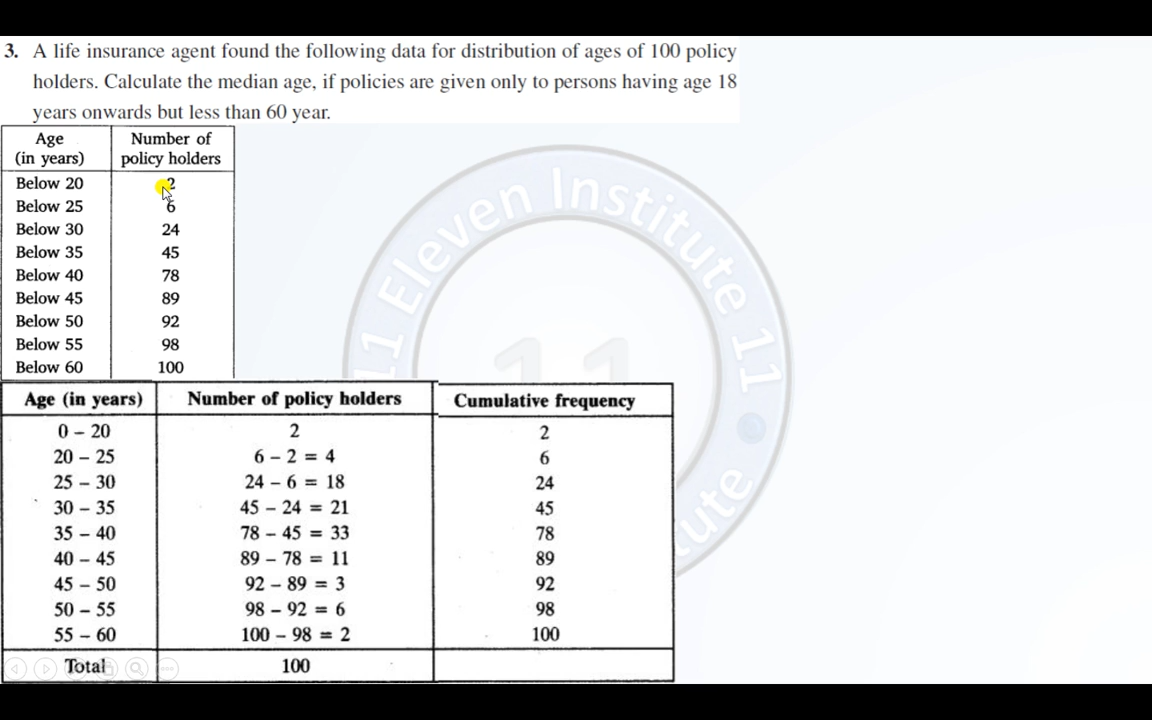 3. A life insurance agent found the following data for distribution of ages of 100 policy
holders. Calculate the median age, if policies are given only to persons having age 18
years onwards but less than 60 year.
Age (in years) Number of policy holders
Below 20 2
Below 25 6
Below 30 24
Below 35 45
Below 40 78
Below 45 89
Below 50 92
Below 55 98
Below 60 100
Age (in years) Number of policy holders Cumulative frequency
0 – 20 2 2
20 – 25 6 – 2 = 4 6
25 – 30 24 – 6 = 18 24
30 – 35 45 – 24 = 21 45
35 – 40 78 – 45 = 33 78
40 – 45 89 – 78 = 11 89
45 – 50 92 – 89 = 3 92
50 – 55 98 – 92 = 6 98
55 – 60 100 – 98 = 2 100
Total 100
11 Eleven Institute 11
11